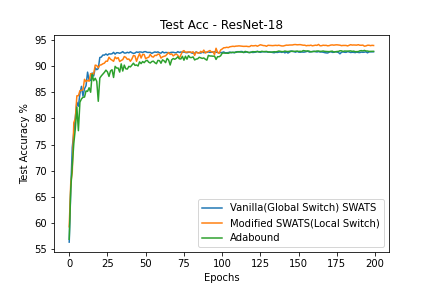 Test Acc - ResNet-18
Test Accuracy %
95
90
85
80
75
70
65
60
55
Vanilla(Global Switch) SWATS
Modified SWATS(Local Switch)
Adabound
0 25 50 75 100 125 150 175 200
Epochs